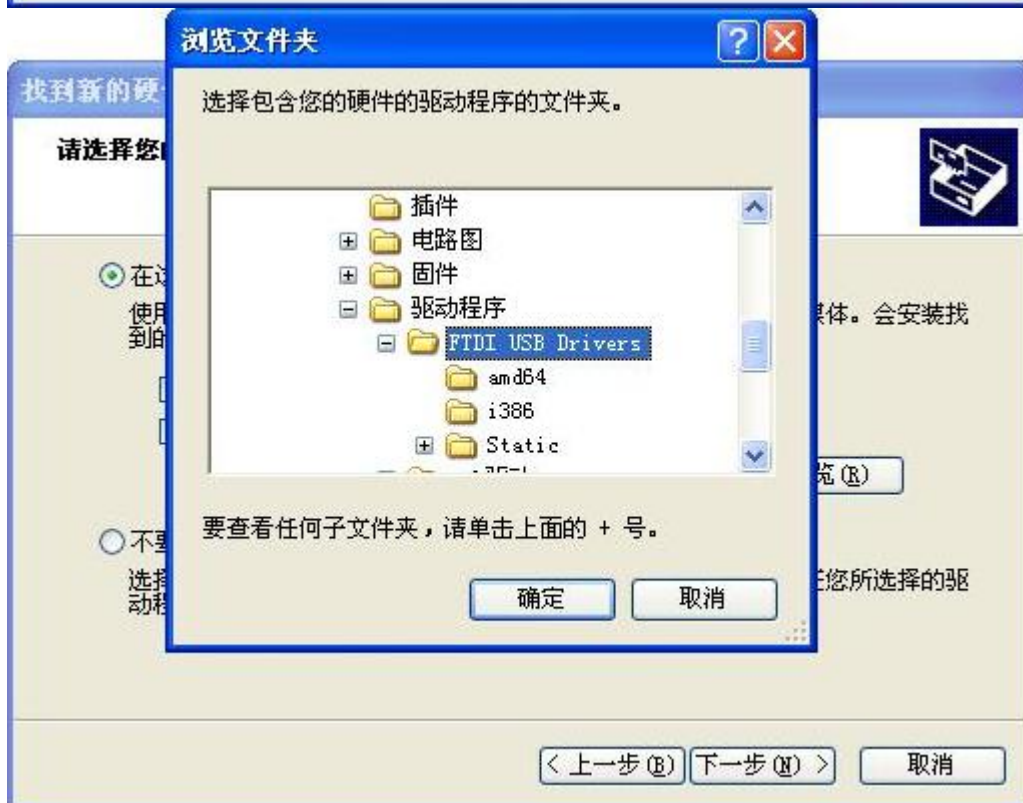 浏览文件夹
找到新的硬
选择包含您的硬件的驱动程序的文件夹。
请选择您
插件
电路图
固件
驱动程序
FTDI USB Drivers
amd64
i386
Static
在这
使用
到的
媒体。会安装找
览(R)
要查看任何子文件夹，请单击上面的 + 号。
不要
选择
动程
您所选择的驱
确定
取消
< 上一步(B)
下一步(N) >
取消